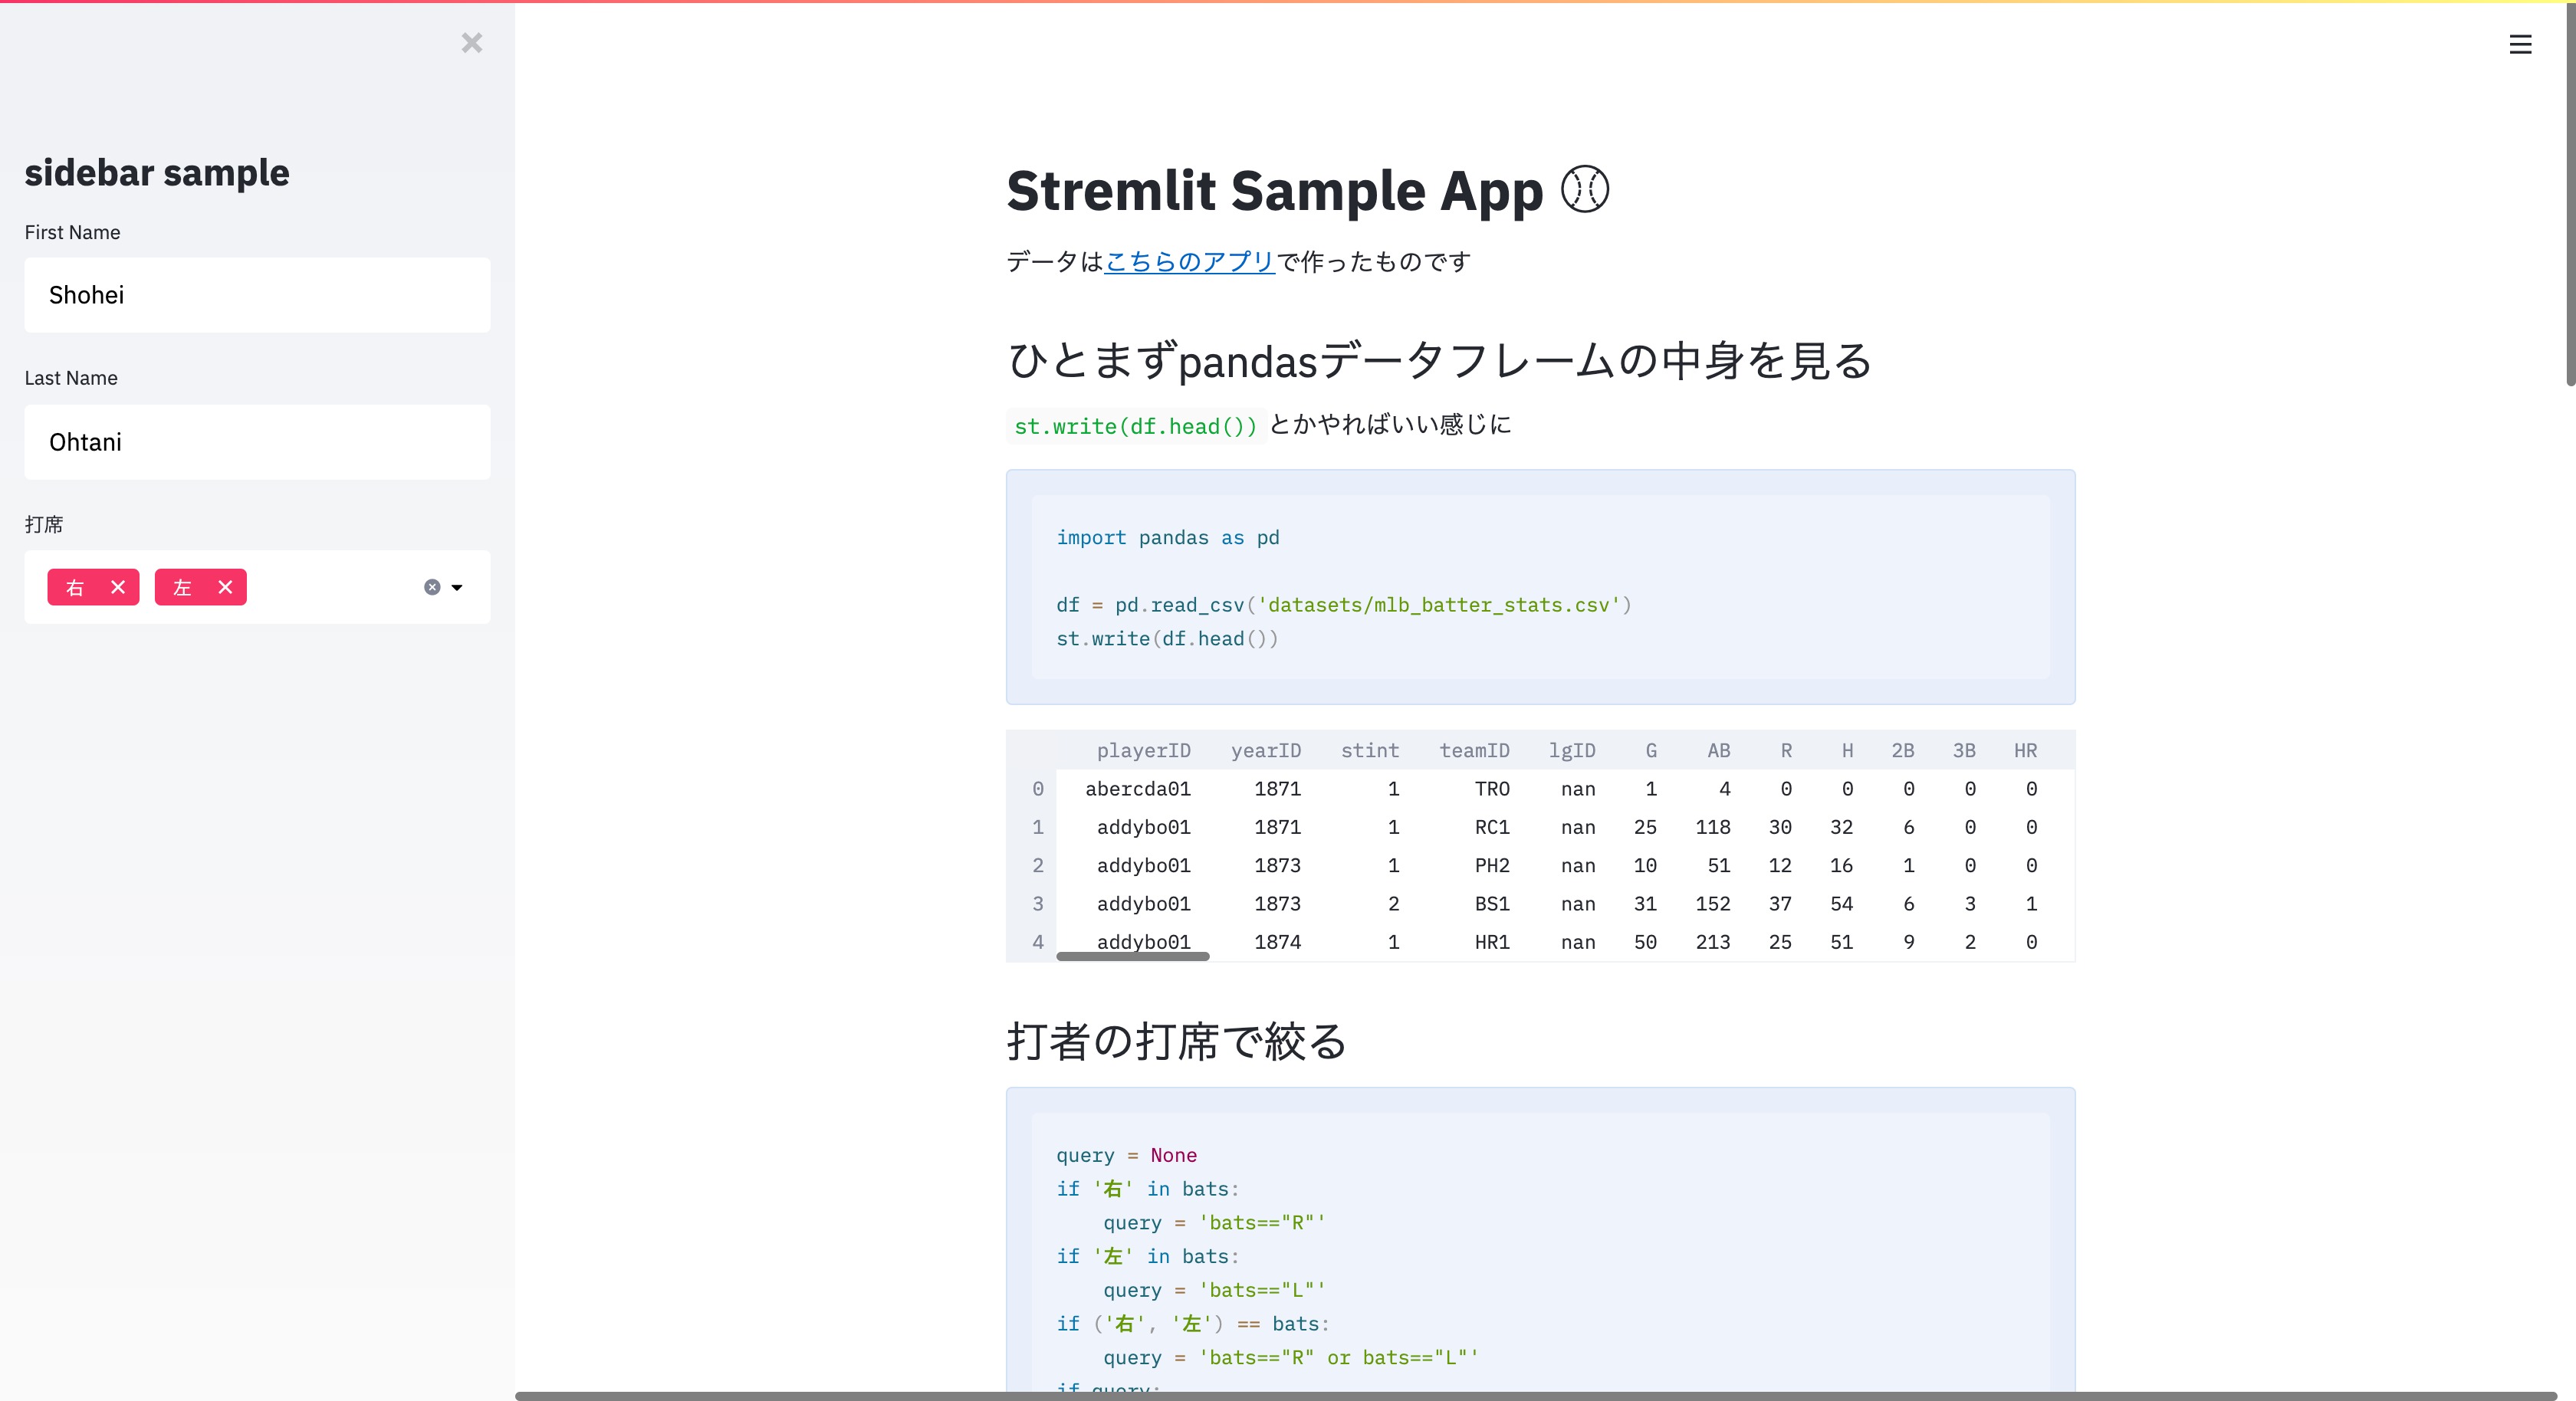 sidebar sample
First Name
Shohei
Last Name
Ohtani
打席
右 左
Stremlit Sample App
データはこちらのアプリで作ったものです
ひとまずpandasデータフレームの中身を見る
st.write(df.head()) とかやればいい感じに
import pandas as pd
df = pd.read_csv('datasets/mlb_batter_stats.csv')
st.write(df.head())
playerID yearID stint teamID lgID G AB R H 2B 3B HR
0 abercda01 1871 1 TRO nan 1 4 0 0 0 0 0
1 addybo01 1871 1 RC1 nan 25 118 30 32 6 0 0
2 addybo01 1873 1 PH2 nan 10 51 12 16 1 0 0
3 addybo01 1873 2 BS1 nan 31 152 37 54 6 3 1
4 addybo01 1874 1 HR1 nan 50 213 25 51 9 2 0
打者の打席で絞る
query = None
if '右' in bats:
    query = 'bats=="R"'
if '左' in bats:
    query = 'bats=="L"'
if ('右', '左') == bats:
    query = 'bats=="R" or bats=="L"'
if query: